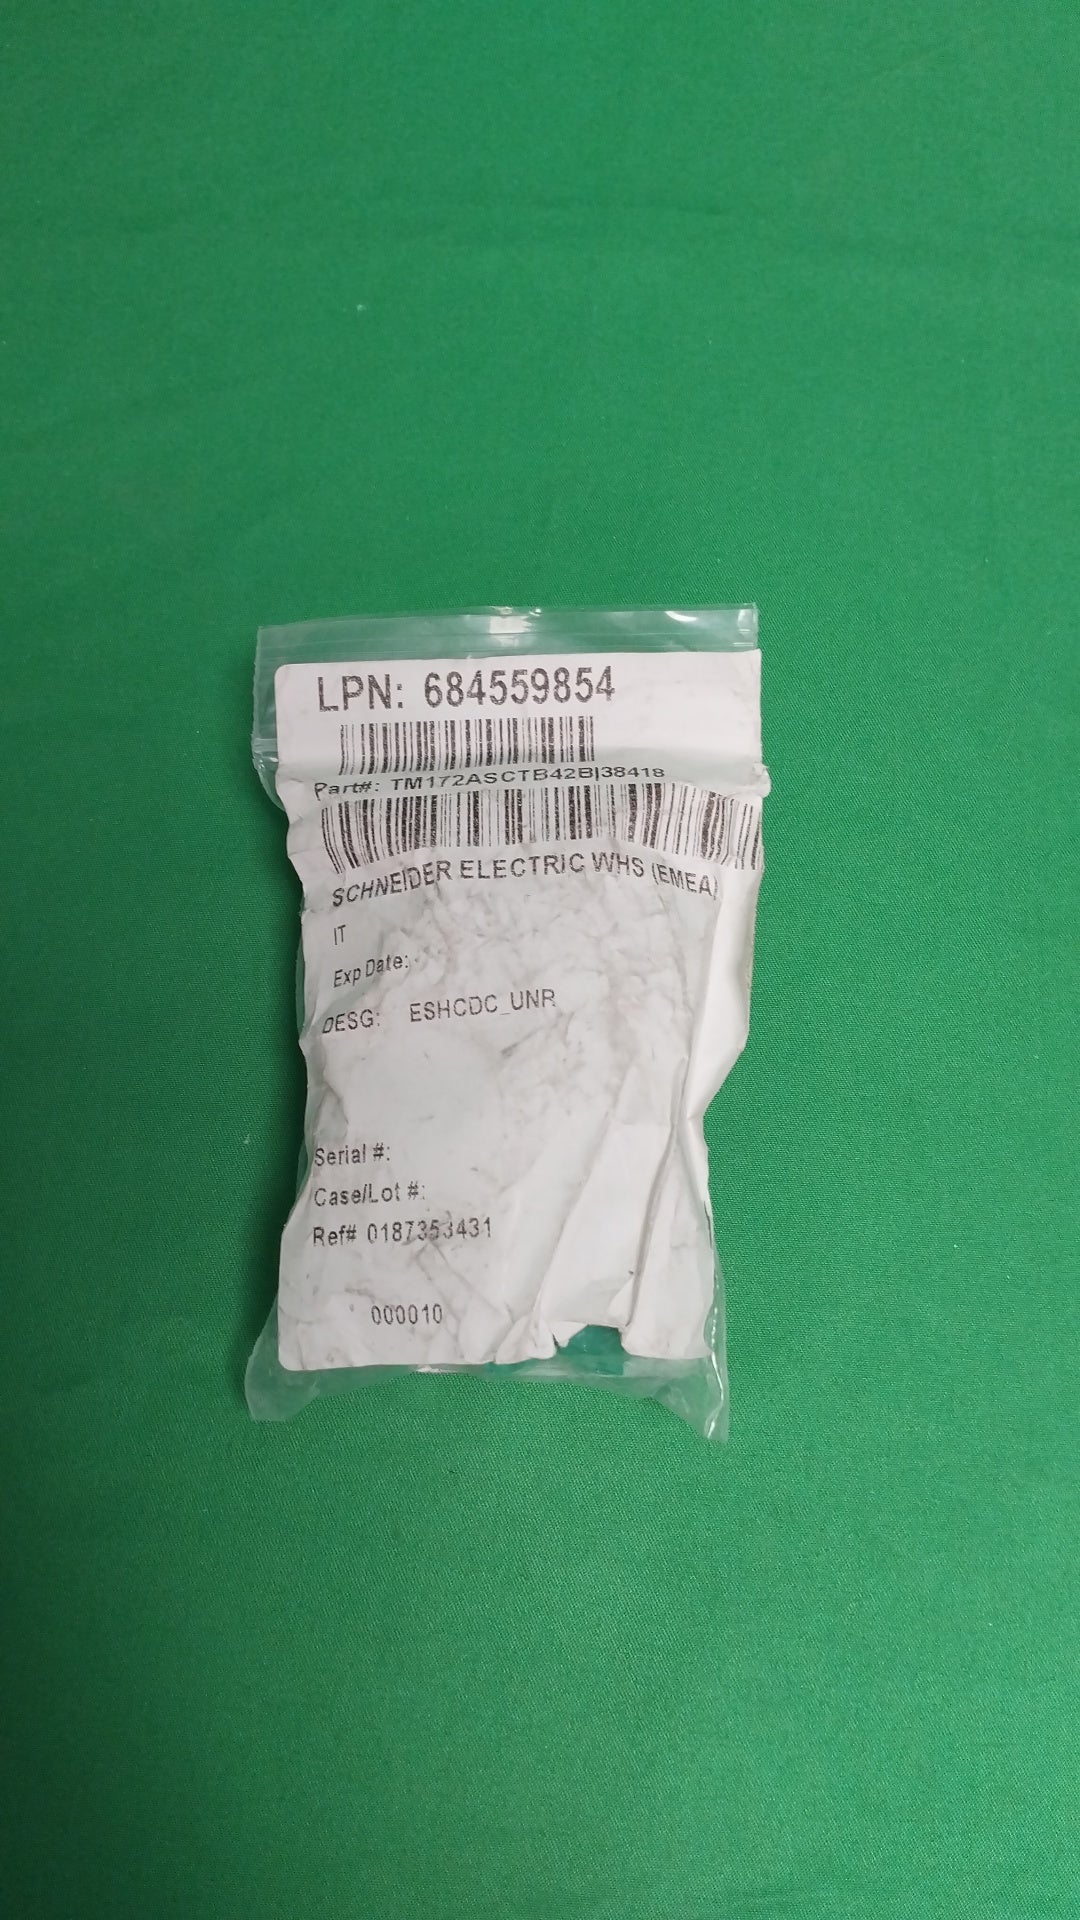 LPN: 684559854
Part#: TM172ASCTB42B|38418
SCHNEIDER ELECTRIC WHS (EMEA)
IT
Exp Date:
DESG: ESHCDC_UNR
Serial #:
Case/Lot #:
Ref# 0187353431
000010